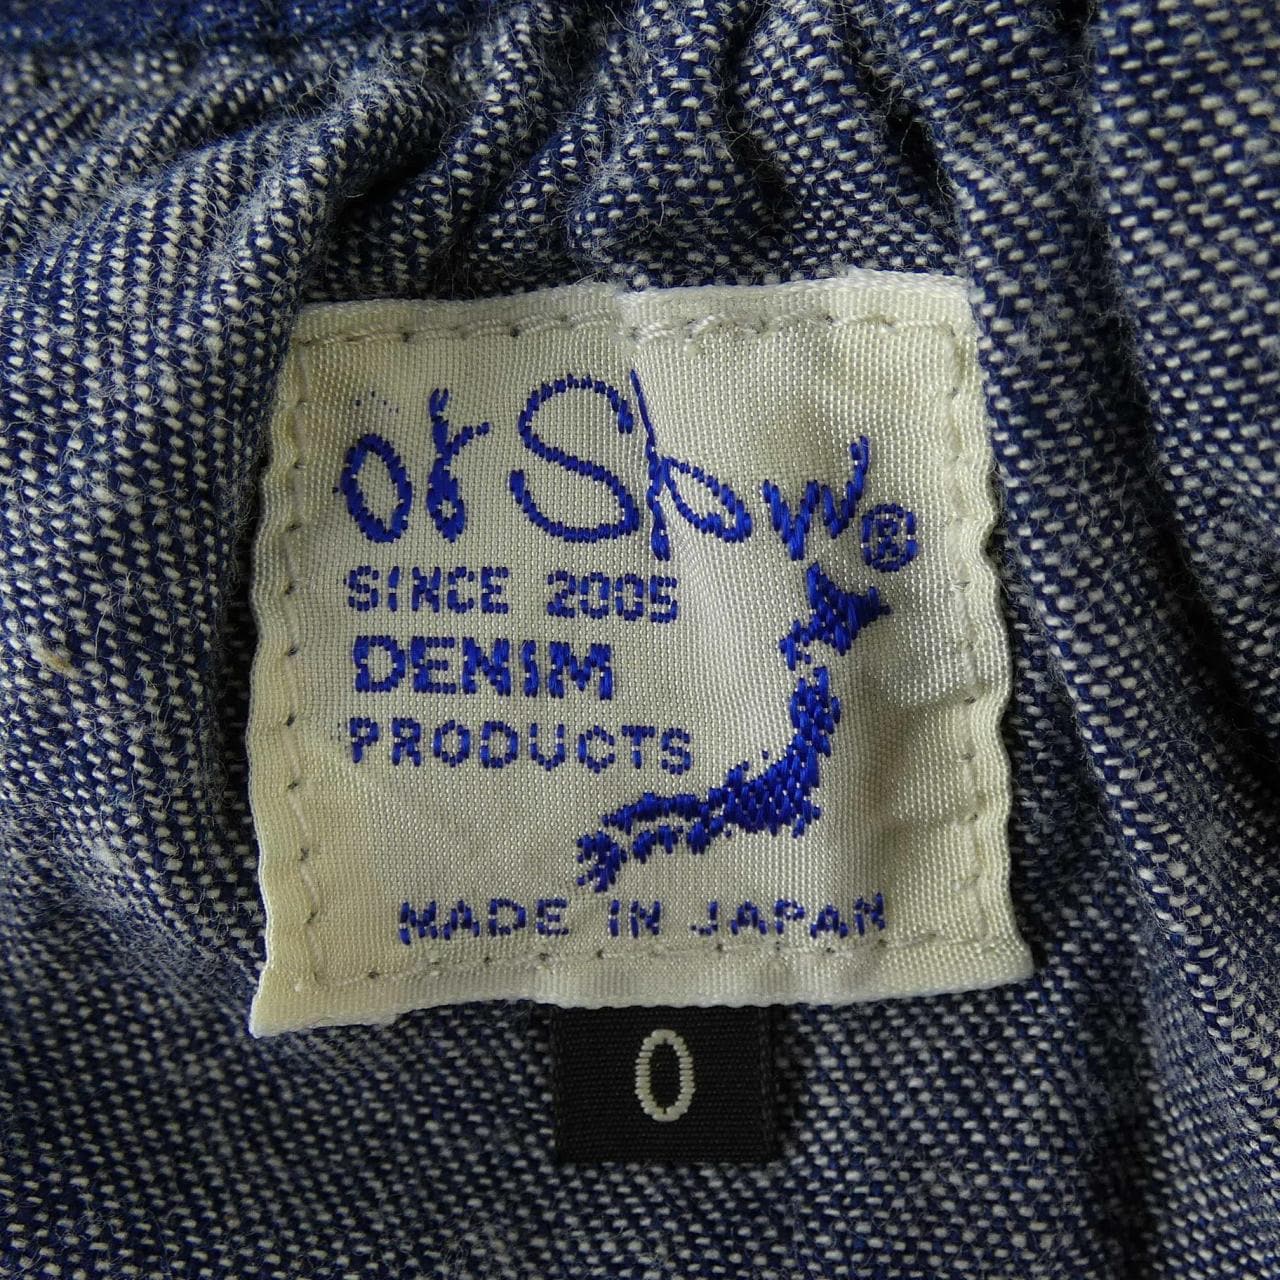 orSlow®
SINCE 2005
DENIM
PRODUCTS
MADE IN JAPAN
0